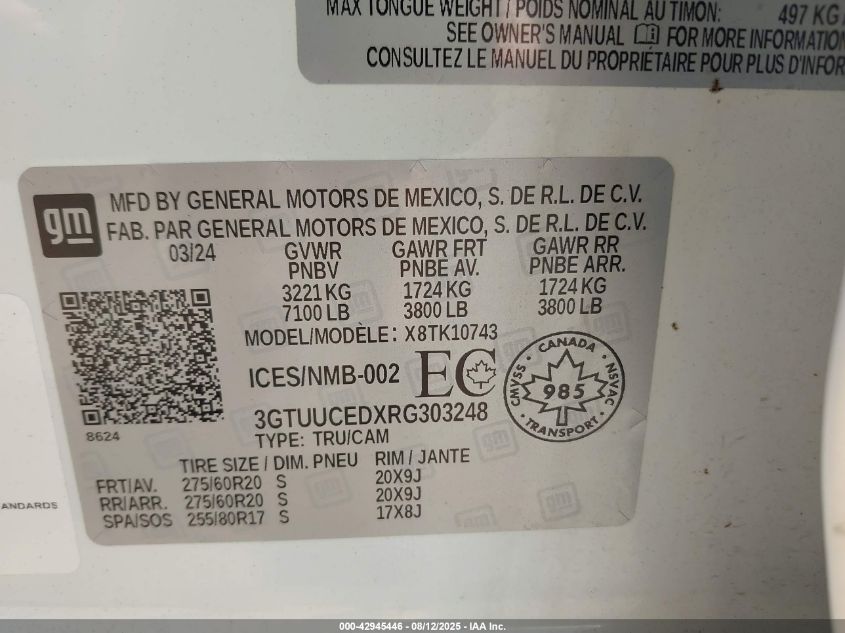 MAX TONGUE WEIGHT / POIDS NOMINAL AU TIMON: 497 KG
SEE OWNER'S MANUAL FOR MORE INFORMATION
CONSULTEZ LE MANUEL DU PROPRIÉTAIRE POUR PLUS D'INFOR
gm
MFD BY GENERAL MOTORS DE MEXICO, S. DE R.L. DE C.V.
FAB. PAR GENERAL MOTORS DE MEXICO, S. DE R.L. DE C.V.
03/24 GVWR GAWR FRT GAWR RR
PNBV PNBE AV. PNBE ARR.
3221 KG 1724 KG 1724 KG
7100 LB 3800 LB 3800 LB
MODEL/MODÈLE: X8TK10743
ICES/NMB-002 EC
CANADA
CMVSS 985 NSVAC
TRANSPORT
3GTUUCEDXRG303248
8624
TYPE: TRU/CAM
TIRE SIZE / DIM. PNEU RIM / JANTE
FRT/AV. 275/60R20 S 20X9J
RR/ARR. 275/60R20 S 20X9J
SPA/SOS 255/80R17 S 17X8J
ANDARDS
000-42945446 - 08/12/2025 - IAA Inc.